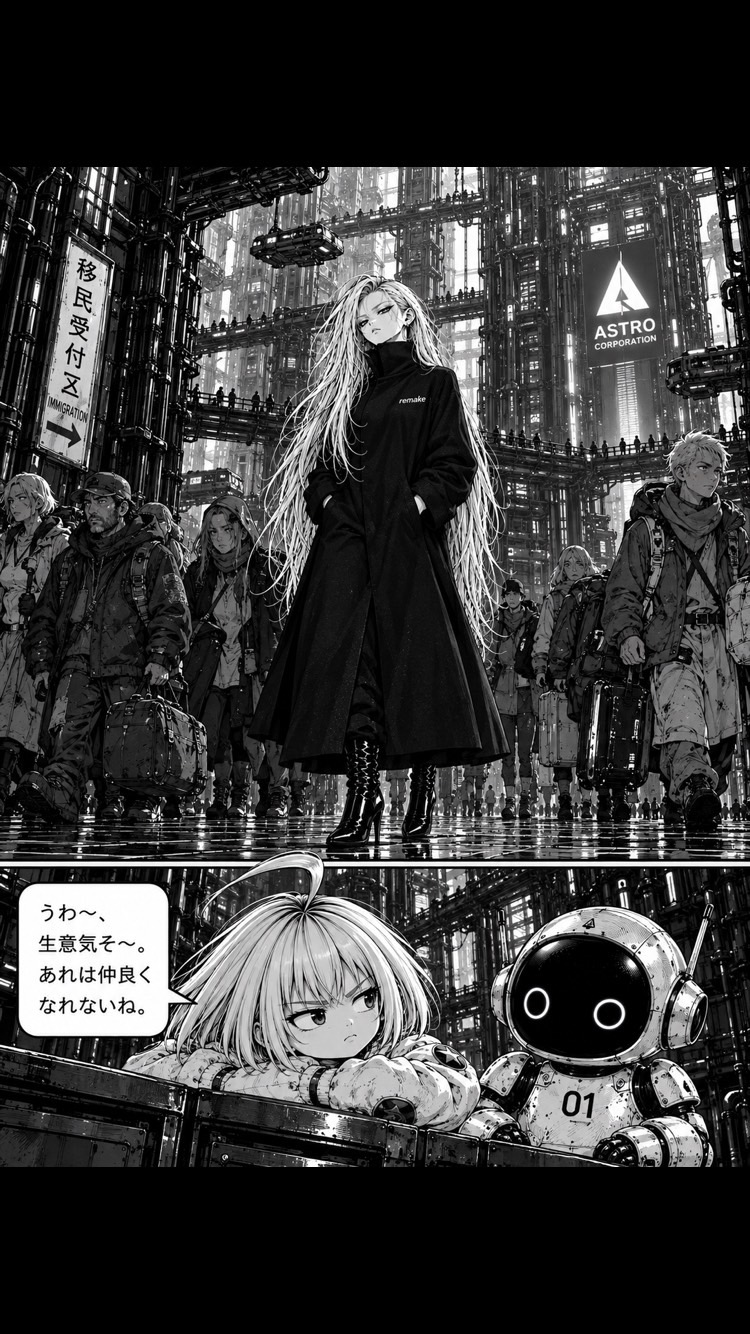 移民受付区
IMMIGRATION
ASTRO
CORPORATION
remake
うわ〜、
生意気そ〜。
あれは仲良く
なれないね。
01